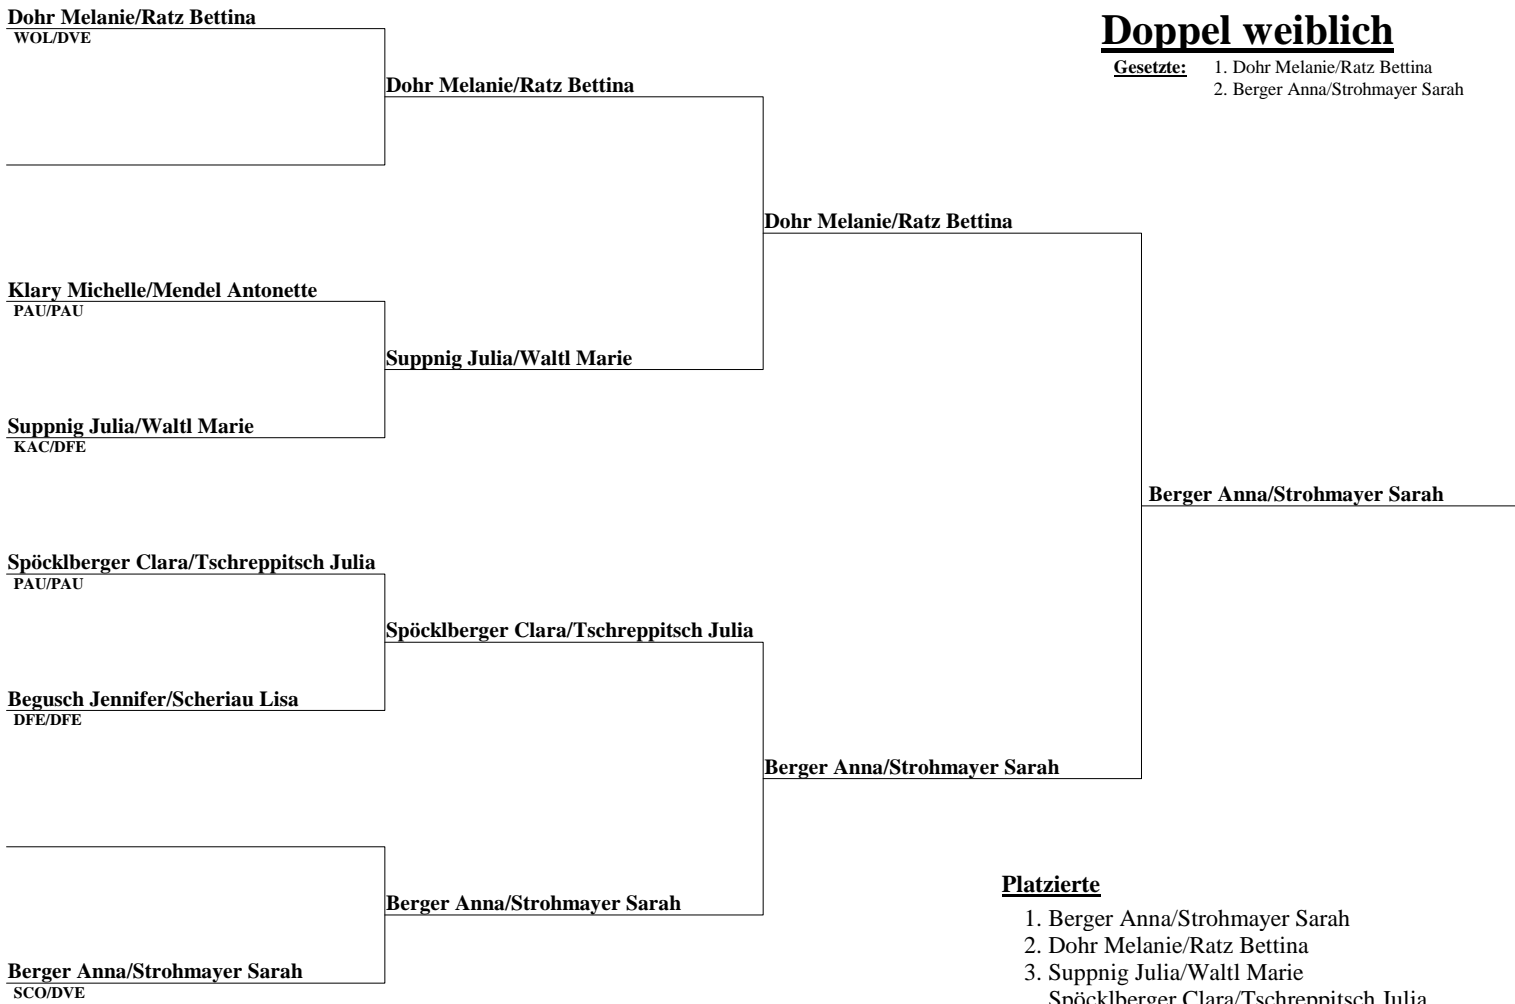 Dohr Melanie/Ratz Bettina
WOL/DVE
Doppel weiblich
Gesetzte: 1. Dohr Melanie/Ratz Bettina
2. Berger Anna/Strohmayer Sarah
Dohr Melanie/Ratz Bettina
Dohr Melanie/Ratz Bettina
Klary Michelle/Mendel Antonette
PAU/PAU
Suppnig Julia/Waltl Marie
Suppnig Julia/Waltl Marie
KAC/DFE
Berger Anna/Strohmayer Sarah
Spöcklberger Clara/Tschreppitsch Julia
PAU/PAU
Spöcklberger Clara/Tschreppitsch Julia
Begusch Jennifer/Scheriau Lisa
DFE/DFE
Berger Anna/Strohmayer Sarah
Berger Anna/Strohmayer Sarah
Berger Anna/Strohmayer Sarah
SCO/DVE
Platzierte
1. Berger Anna/Strohmayer Sarah
2. Dohr Melanie/Ratz Bettina
3. Suppnig Julia/Waltl Marie
Spöcklberger Clara/Tschreppitsch Julia